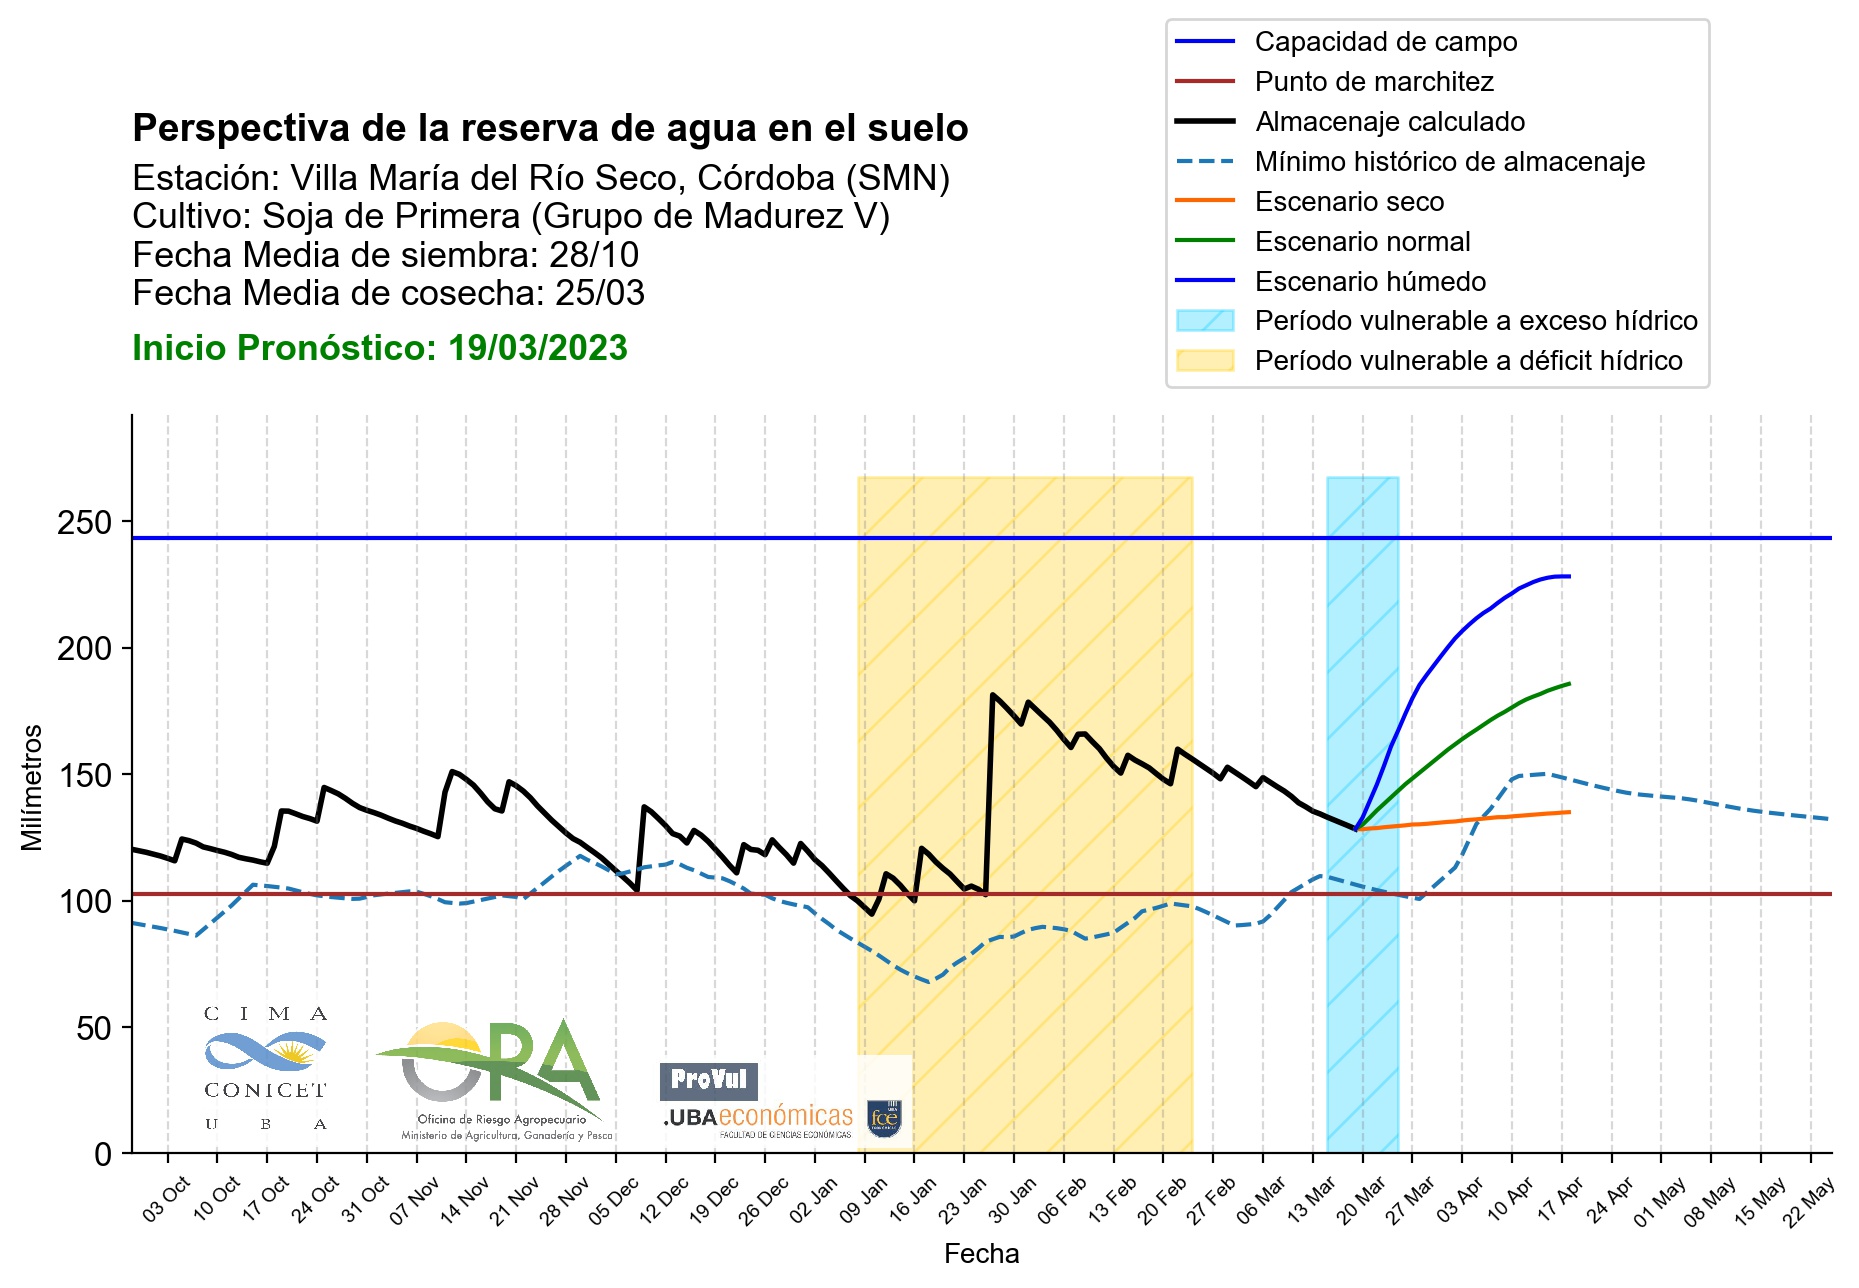 Capacidad de campo
Punto de marchitez
Almacenaje calculado
Mínimo histórico de almacenaje
Escenario seco
Escenario normal
Escenario húmedo
Período vulnerable a exceso hídrico
Período vulnerable a déficit hídrico
Perspectiva de la reserva de agua en el suelo
Estación: Villa María del Río Seco, Córdoba (SMN)
Cultivo: Soja de Primera (Grupo de Madurez V)
Fecha Media de siembra: 28/10
Fecha Media de cosecha: 25/03
Inicio Pronóstico: 19/03/2023
Milímetros
250
200
150
100
50
0
CIMA
CONICET
UBA
ORA
Oficina de Riesgo Agropecuario
Ministerio de Agricultura, Ganadería y Pesca
ProVul
.UBAeconómicas
FACULTAD DE CIENCIAS ECONÓMICAS
UBA
fce
ECONÓMICAS
03 Oct
10 Oct
17 Oct
24 Oct
31 Oct
07 Nov
14 Nov
21 Nov
28 Nov
05 Dec
12 Dec
19 Dec
26 Dec
02 Jan
09 Jan
16 Jan
23 Jan
30 Jan
06 Feb
13 Feb
20 Feb
27 Feb
06 Mar
13 Mar
20 Mar
27 Mar
03 Apr
10 Apr
17 Apr
24 Apr
01 May
08 May
15 May
22 May
Fecha